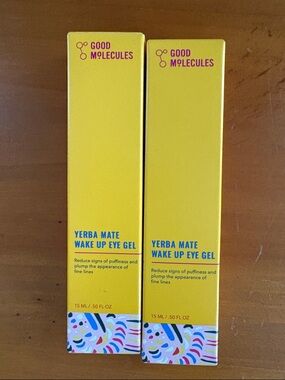 GOOD
MOLECULES
YERBA MATE
WAKE UP EYE GEL
Reduce signs of puffiness and
plump the appearance of
fine lines
15 ML / .50 FL OZ
GOOD
MOLECULES
YERBA MATE
WAKE UP EYE GEL
Reduce signs of puffiness and
plump the appearance of
fine lines
15 ML / .50 FL OZ